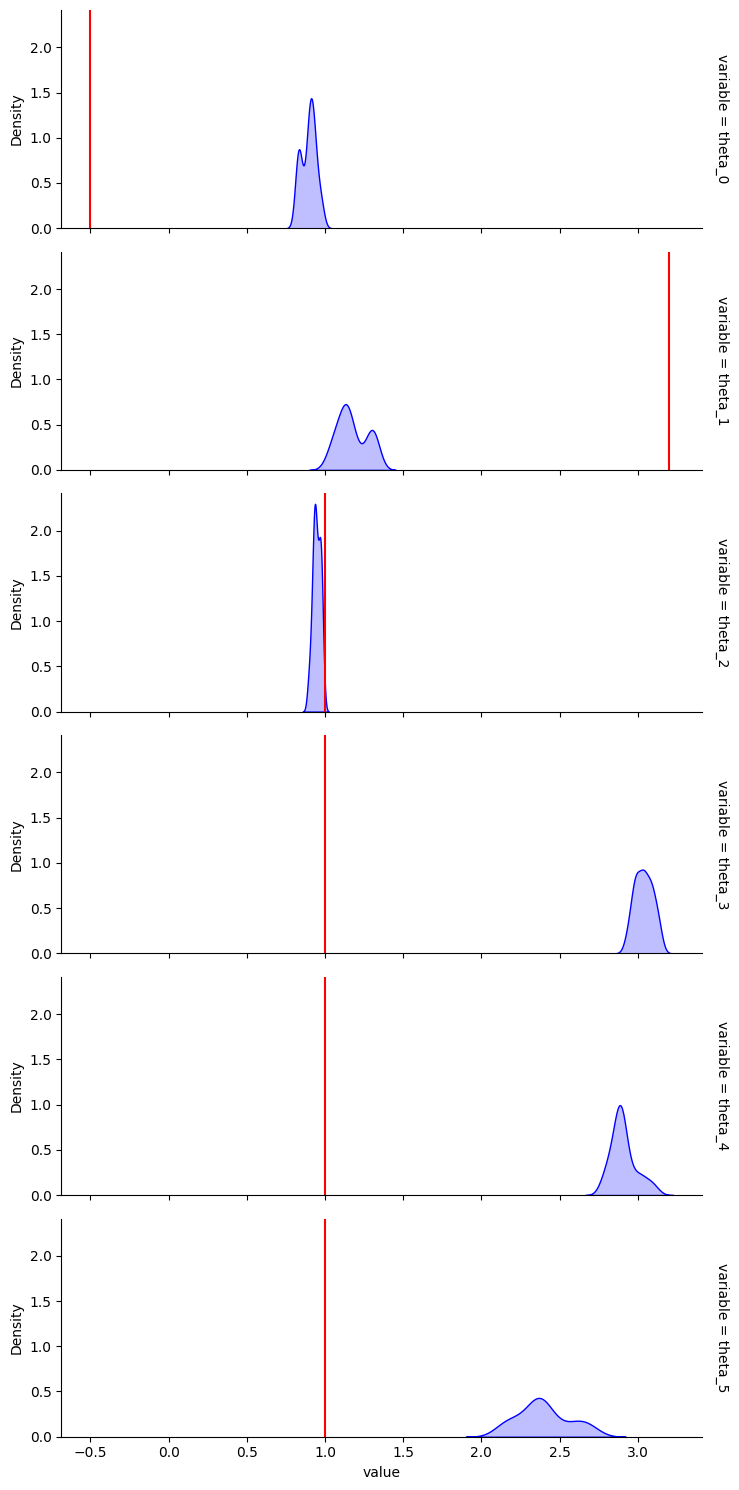 2.0
1.5
1.0
0.5
0.0
Density
variable = theta_0
2.0
1.5
1.0
0.5
0.0
Density
variable = theta_1
2.0
1.5
1.0
0.5
0.0
Density
variable = theta_2
2.0
1.5
1.0
0.5
0.0
Density
variable = theta_3
2.0
1.5
1.0
0.5
0.0
Density
variable = theta_4
2.0
1.5
1.0
0.5
0.0
Density
variable = theta_5
−0.5 0.0 0.5 1.0 1.5 2.0 2.5 3.0
value